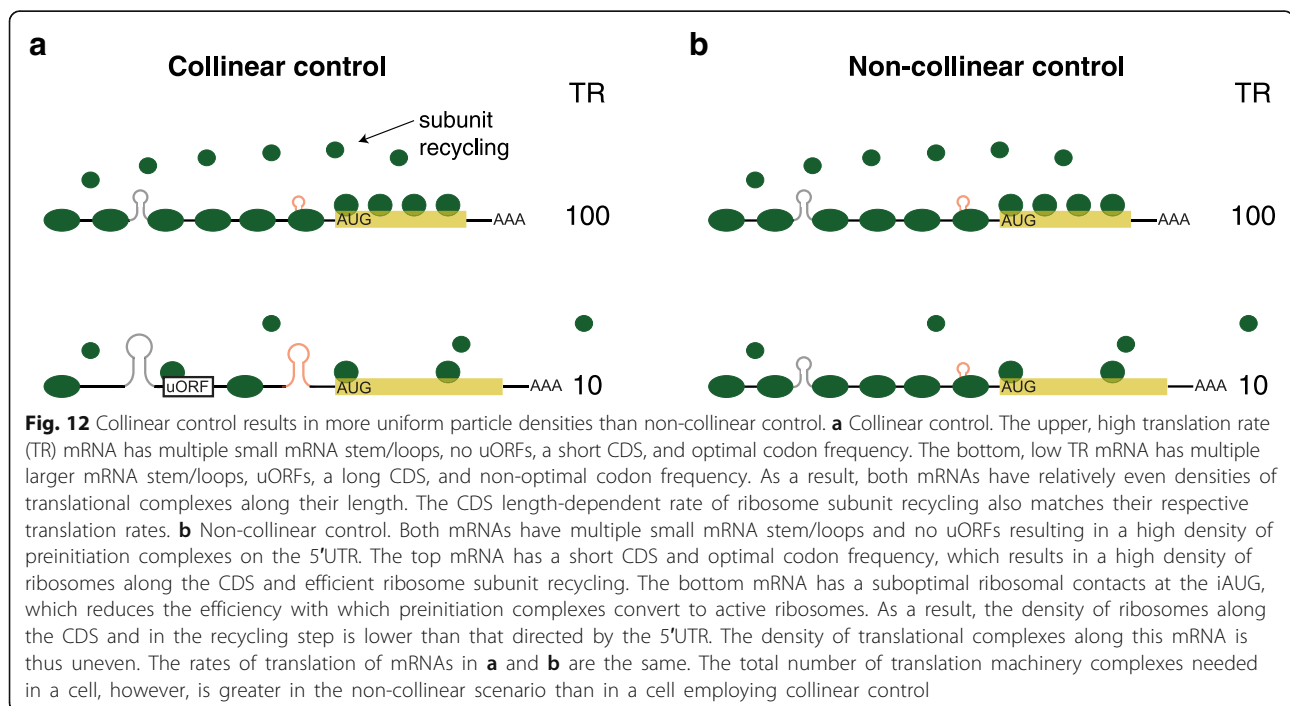 a
Collinear control
TR
subunit
recycling
AUG
AAA
100
uORF
AUG
AAA
10
b
Non-collinear control
TR
AUG
AAA
100
AUG
AAA
10
Fig. 12 Collinear control results in more uniform particle densities than non-collinear control. a Collinear control. The upper, high translation rate
(TR) mRNA has multiple small mRNA stem/loops, no uORFs, a short CDS, and optimal codon frequency. The bottom, low TR mRNA has multiple
larger mRNA stem/loops, uORFs, a long CDS, and non-optimal codon frequency. As a result, both mRNAs have relatively even densities of
translational complexes along their length. The CDS length-dependent rate of ribosome subunit recycling also matches their respective
translation rates. b Non-collinear control. Both mRNAs have multiple small mRNA stem/loops and no uORFs resulting in a high density of
preinitiation complexes on the 5′UTR. The top mRNA has a short CDS and optimal codon frequency, which results in a high density of
ribosomes along the CDS and efficient ribosome subunit recycling. The bottom mRNA has a suboptimal ribosomal contacts at the iAUG,
which reduces the efficiency with which preinitiation complexes convert to active ribosomes. As a result, the density of ribosomes along
the CDS and in the recycling step is lower than that directed by the 5′UTR. The density of translational complexes along this mRNA is
thus uneven. The rates of translation of mRNAs in a and b are the same. The total number of translation machinery complexes needed
in a cell, however, is greater in the non-collinear scenario than in a cell employing collinear control